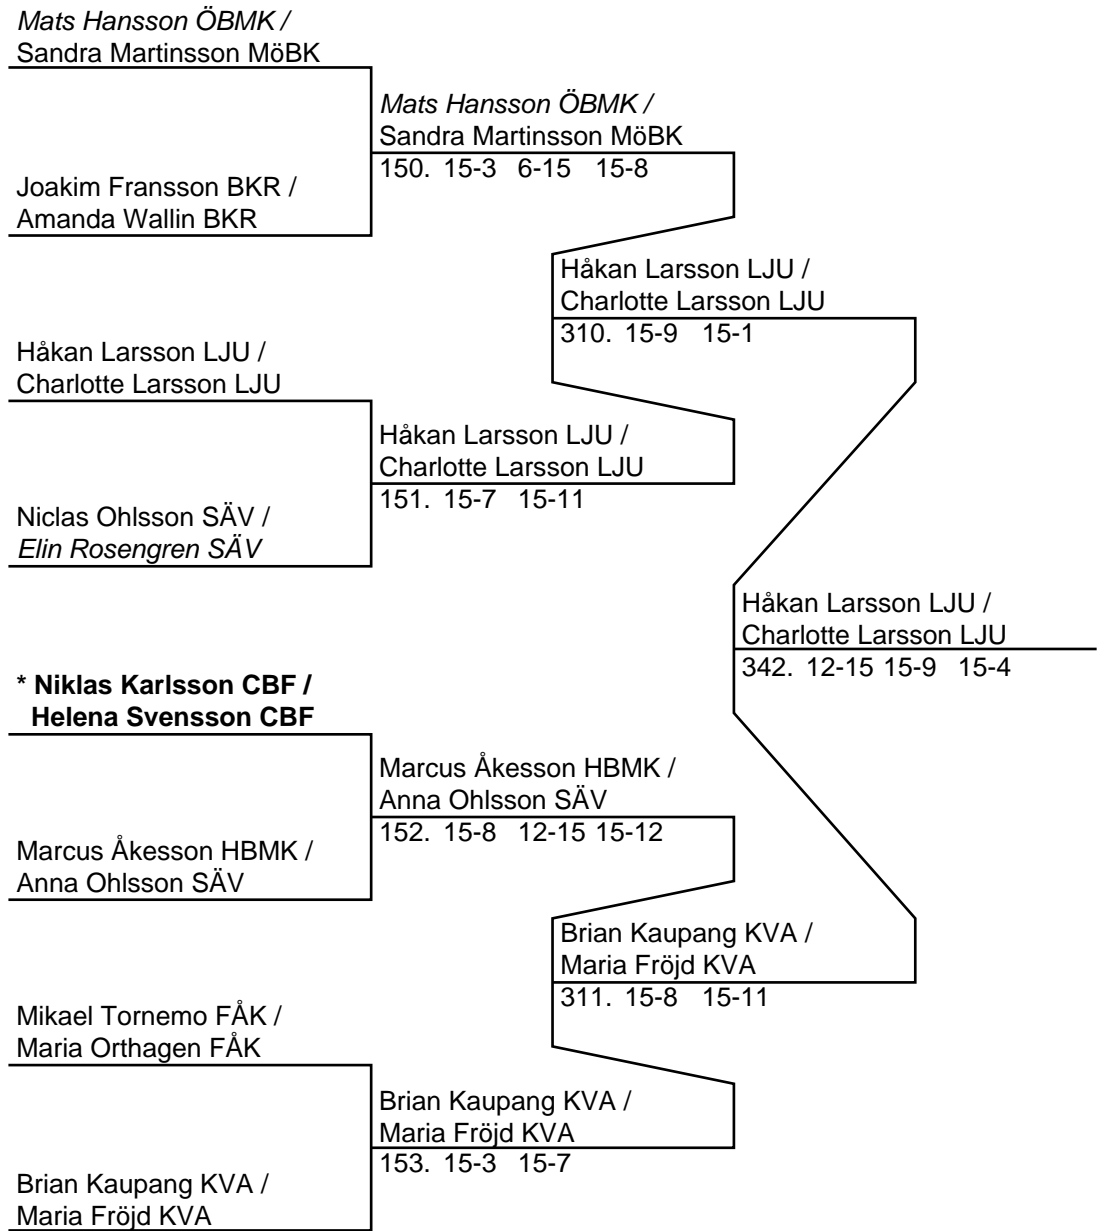 Mats Hansson ÖBMK /
Sandra Martinsson MöBK
Mats Hansson ÖBMK /
Sandra Martinsson MöBK
150. 15-3 6-15 15-8
Joakim Fransson BKR /
Amanda Wallin BKR
Håkan Larsson LJU /
Charlotte Larsson LJU
310. 15-9 15-1
Håkan Larsson LJU /
Charlotte Larsson LJU
Håkan Larsson LJU /
Charlotte Larsson LJU
151. 15-7 15-11
Niclas Ohlsson SÄV /
Elin Rosengren SÄV
Håkan Larsson LJU /
Charlotte Larsson LJU
342. 12-15 15-9 15-4
* Niklas Karlsson CBF /
Helena Svensson CBF
Marcus Åkesson HBMK /
Anna Ohlsson SÄV
152. 15-8 12-15 15-12
Marcus Åkesson HBMK /
Anna Ohlsson SÄV
Brian Kaupang KVA /
Maria Fröjd KVA
311. 15-8 15-11
Mikael Tornemo FÅK /
Maria Orthagen FÅK
Brian Kaupang KVA /
Maria Fröjd KVA
153. 15-3 15-7
Brian Kaupang KVA /
Maria Fröjd KVA